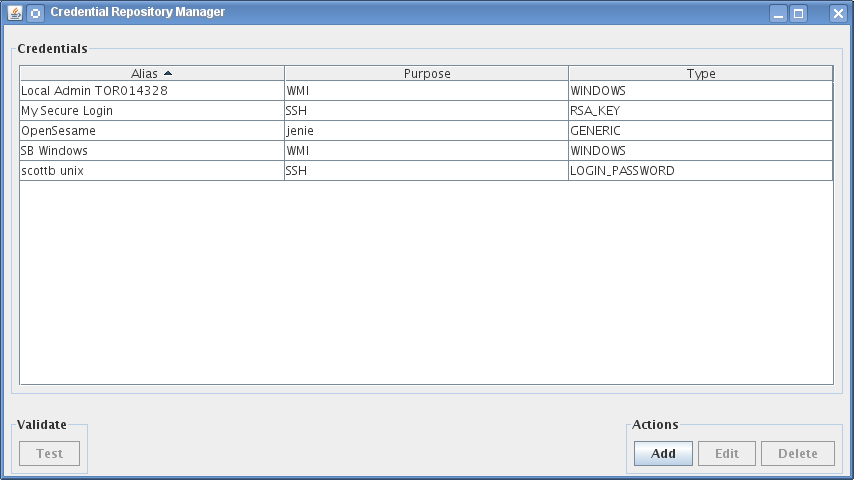 Credential Repository Manager
Credentials
Alias Purpose Type
Local Admin TOR014328 WMI WINDOWS
My Secure Login SSH RSA_KEY
OpenSesame jenie GENERIC
SB Windows WMI WINDOWS
scottb unix SSH LOGIN_PASSWORD
Validate Actions
Test Add Edit Delete